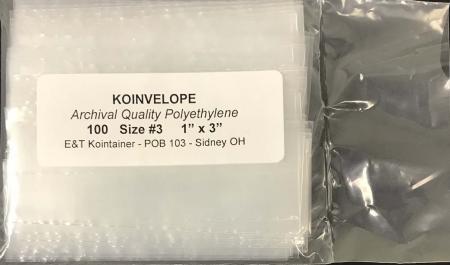 KOINVELOPE
Archival Quality Polyethylene
100 Size #3 1” x 3”
E&T Kointainer - POB 103 - Sidney OH